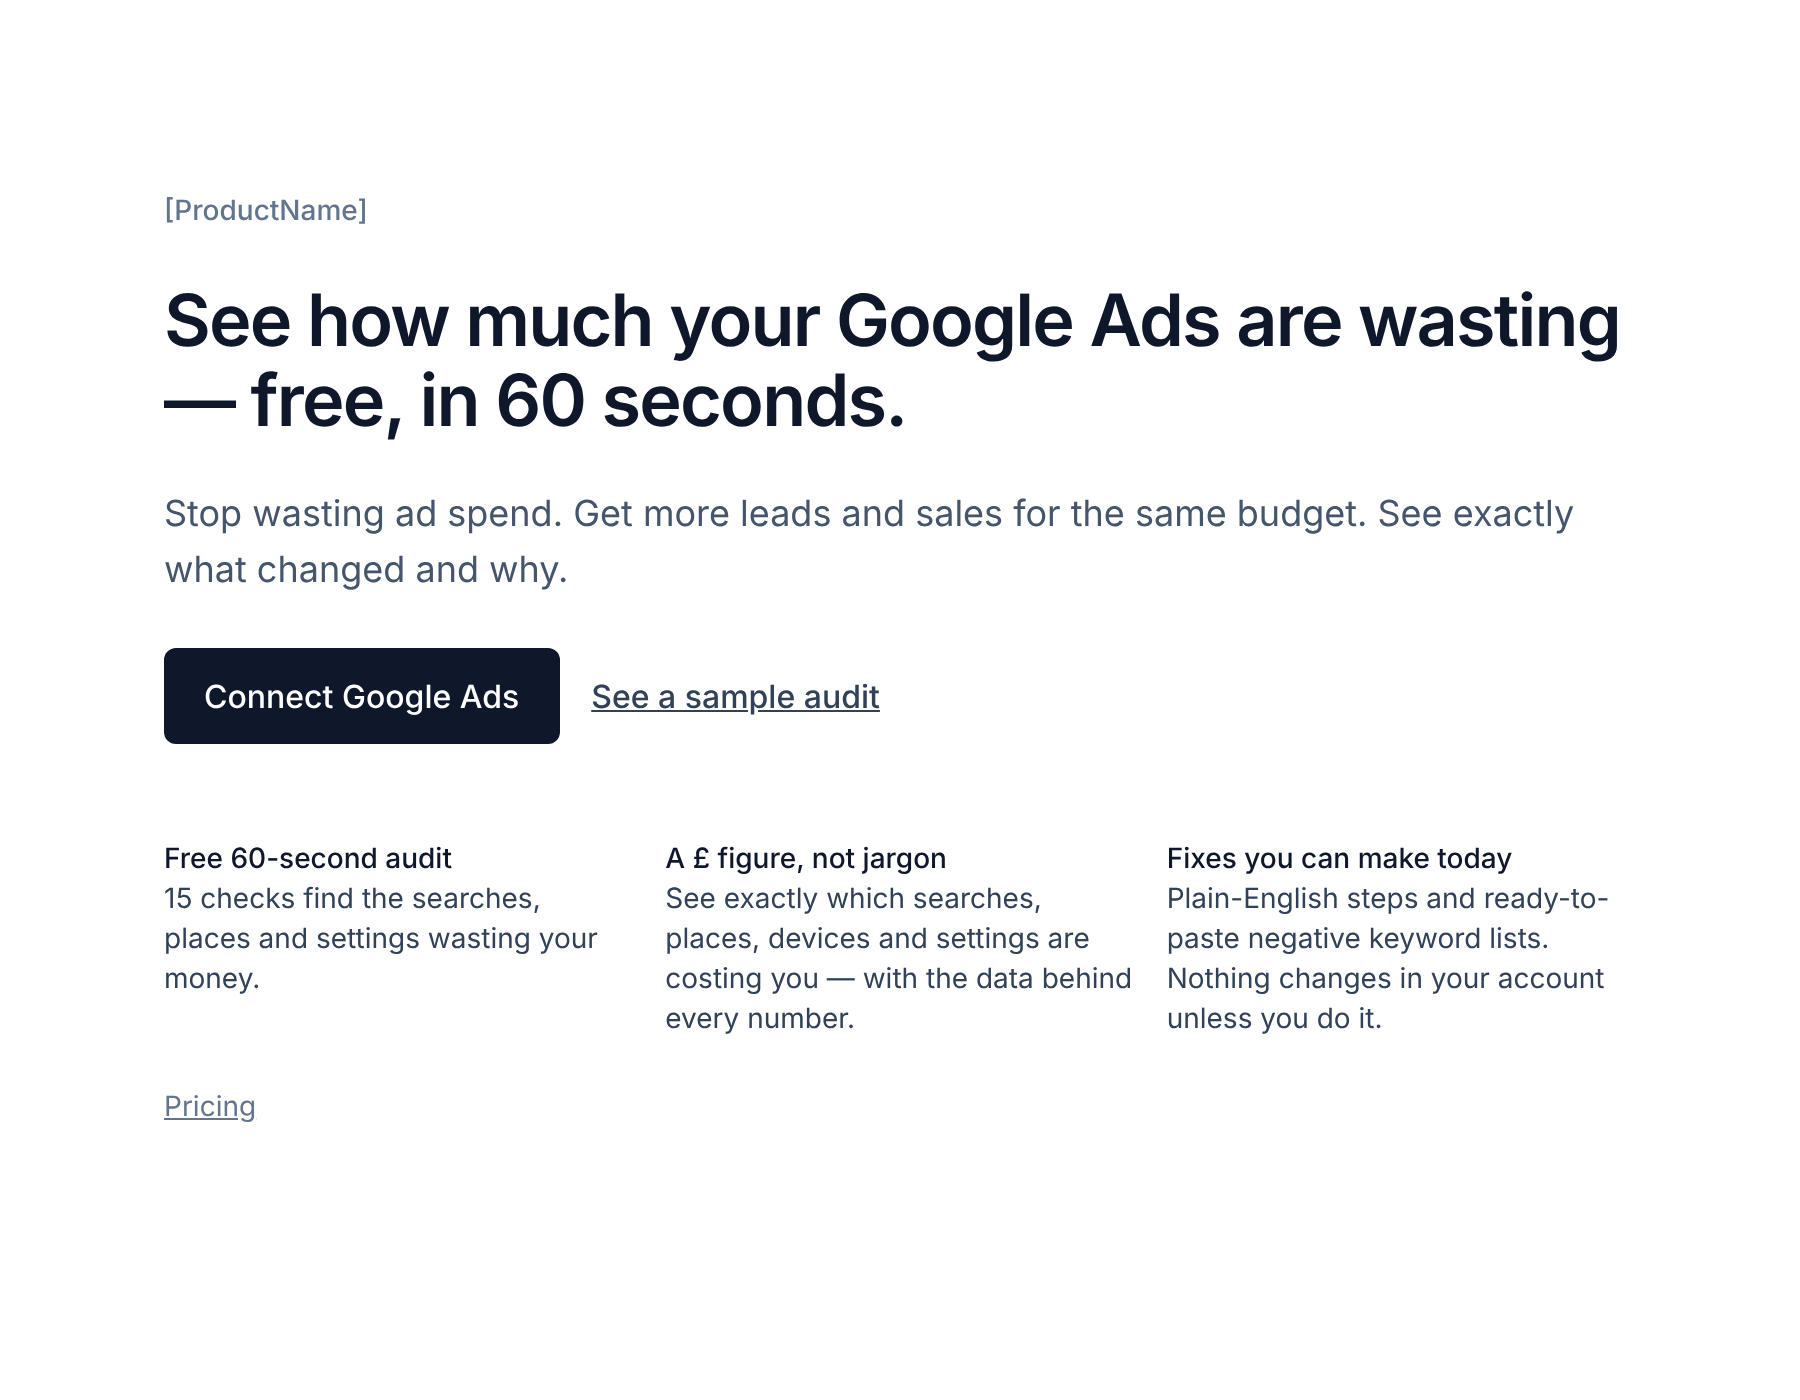 [ProductName]
See how much your Google Ads are wasting
— free, in 60 seconds.
Stop wasting ad spend. Get more leads and sales for the same budget. See exactly
what changed and why.
Connect Google Ads
See a sample audit
Free 60-second audit
15 checks find the searches,
places and settings wasting your
money.
A £ figure, not jargon
See exactly which searches,
places, devices and settings are
costing you — with the data behind
every number.
Fixes you can make today
Plain-English steps and ready-to-
paste negative keyword lists.
Nothing changes in your account
unless you do it.
Pricing